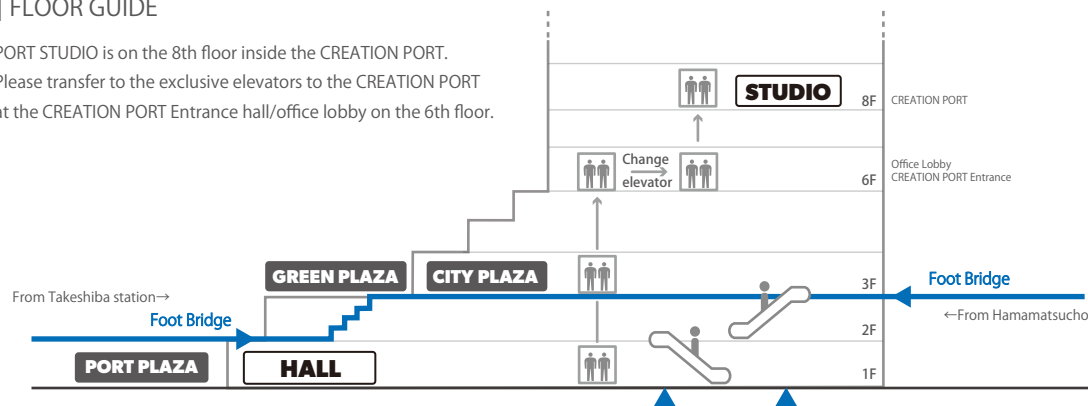 FLOOR GUIDE
PORT STUDIO is on the 8th floor inside the CREATION PORT.
Please transfer to the exclusive elevators to the CREATION PORT
at the CREATION PORT Entrance hall/office lobby on the 6th floor.
STUDIO
8F
CREATION PORT
Change
elevator
6F
Office Lobby
CREATION PORT Entrance
GREEN PLAZA
CITY PLAZA
3F
Foot Bridge
From Takeshiba station→
←From Hamamatsucho
Foot Bridge
2F
PORT PLAZA
HALL
1F